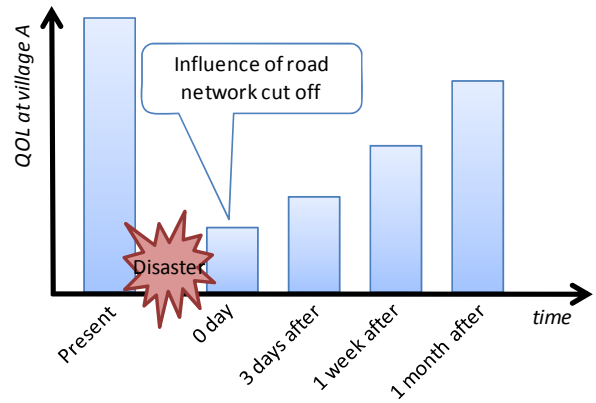 QOL at village A
Influence of road
network cut off
Disaster
Present
0 day
3 days after
1 week after
1 month after
time